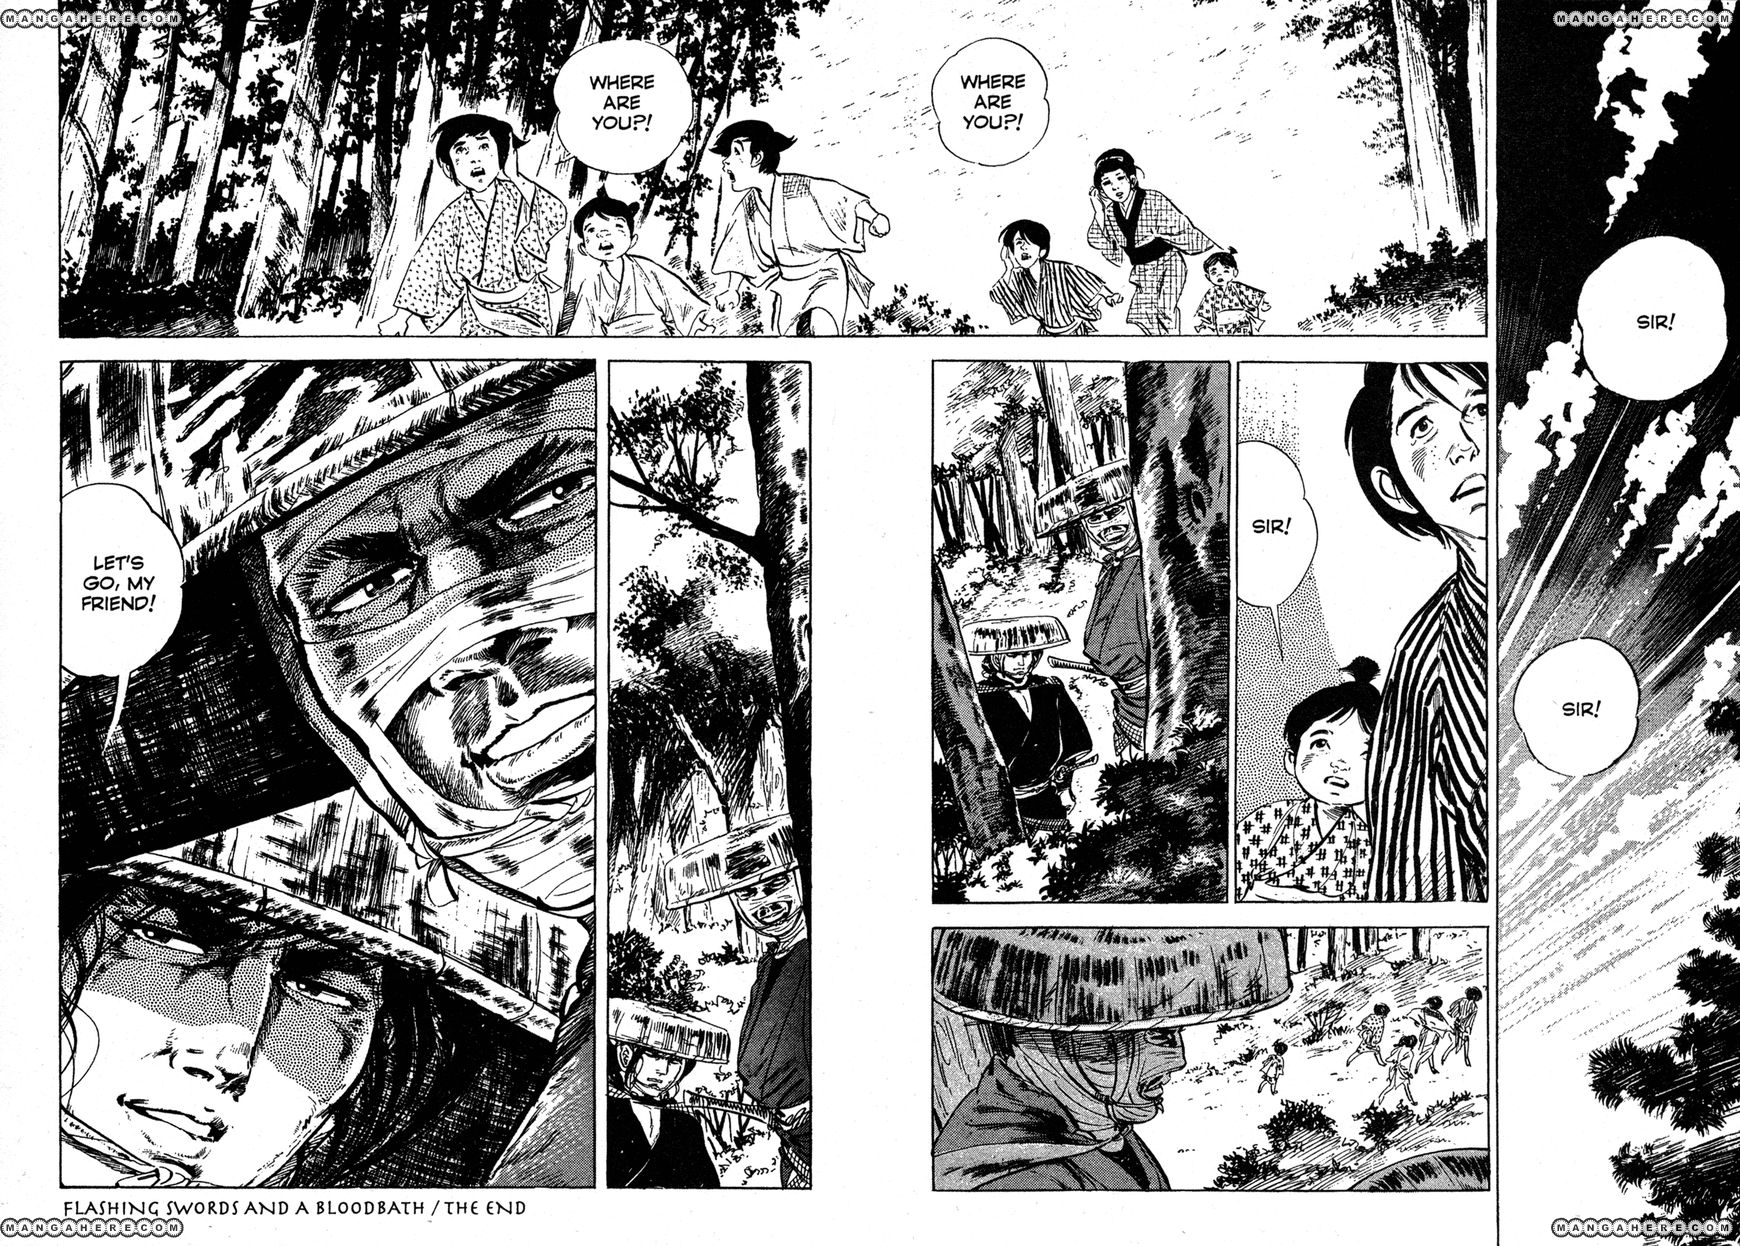 MANGAHERE.COM
MANGAHERE.COM
WHERE
ARE
YOU?!
WHERE
ARE
YOU?!
SIR!
SIR!
SIR!
LET'S
GO, MY
FRIEND!
FLASHING SWORDS AND A BLOODBATH / THE END
MANGAHERE.COM
MANGAHERE.COM